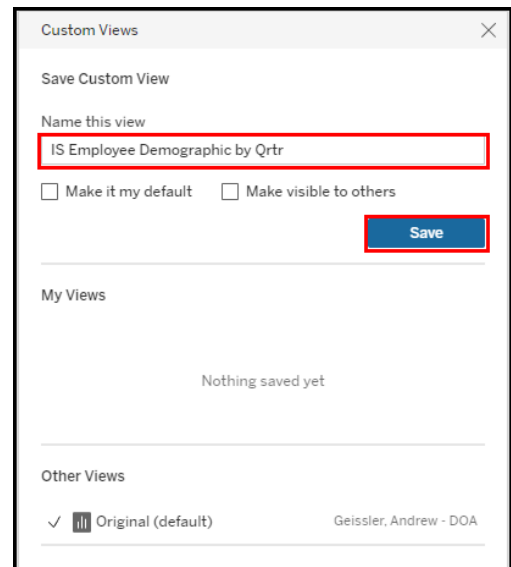 Custom Views
Save Custom View
Name this view
IS Employee Demographic by Qrtr
Make it my default Make visible to others
Save
My Views
Nothing saved yet
Other Views
Original (default) Geissler, Andrew - DOA